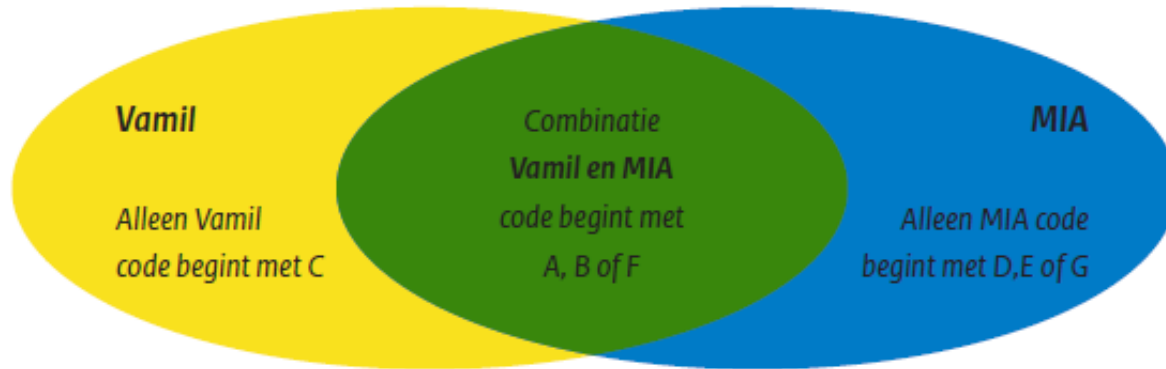 Vamil
Alleen Vamil
code begint met C
Combinatie
Vamil en MIA
code begint met
A, B of F
MIA
Alleen MIA code
begint met D,E of G